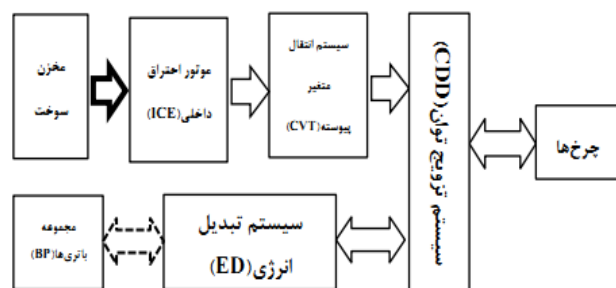 مخزن
سوخت
موتور احتراق
داخلی(ICE)
سیستم انتقال
متغیر
پیوسته(CVT)
سیستم تزویج توان(CDD)
چرخ‌ها
مجموعه
باتری‌ها(BP)
سیستم تبدیل
انرژی(ED)